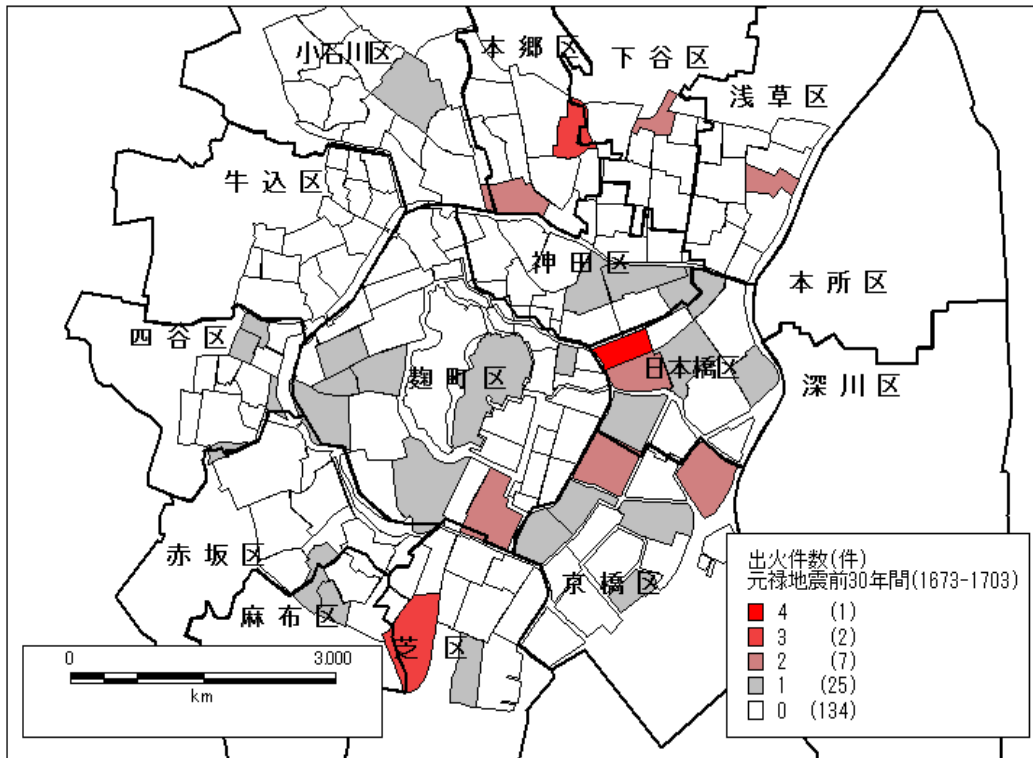 小石川区
本郷区
下谷区
浅草区
牛込区
神田区
本所区
四谷区
麹町区
日本橋区
深川区
赤坂区
京橋区
麻布区
芝区
0 3,000
km
出火件数(件)
元禄地震前30年間(1673-1703)
4 (1)
3 (2)
2 (7)
1 (25)
0 (134)